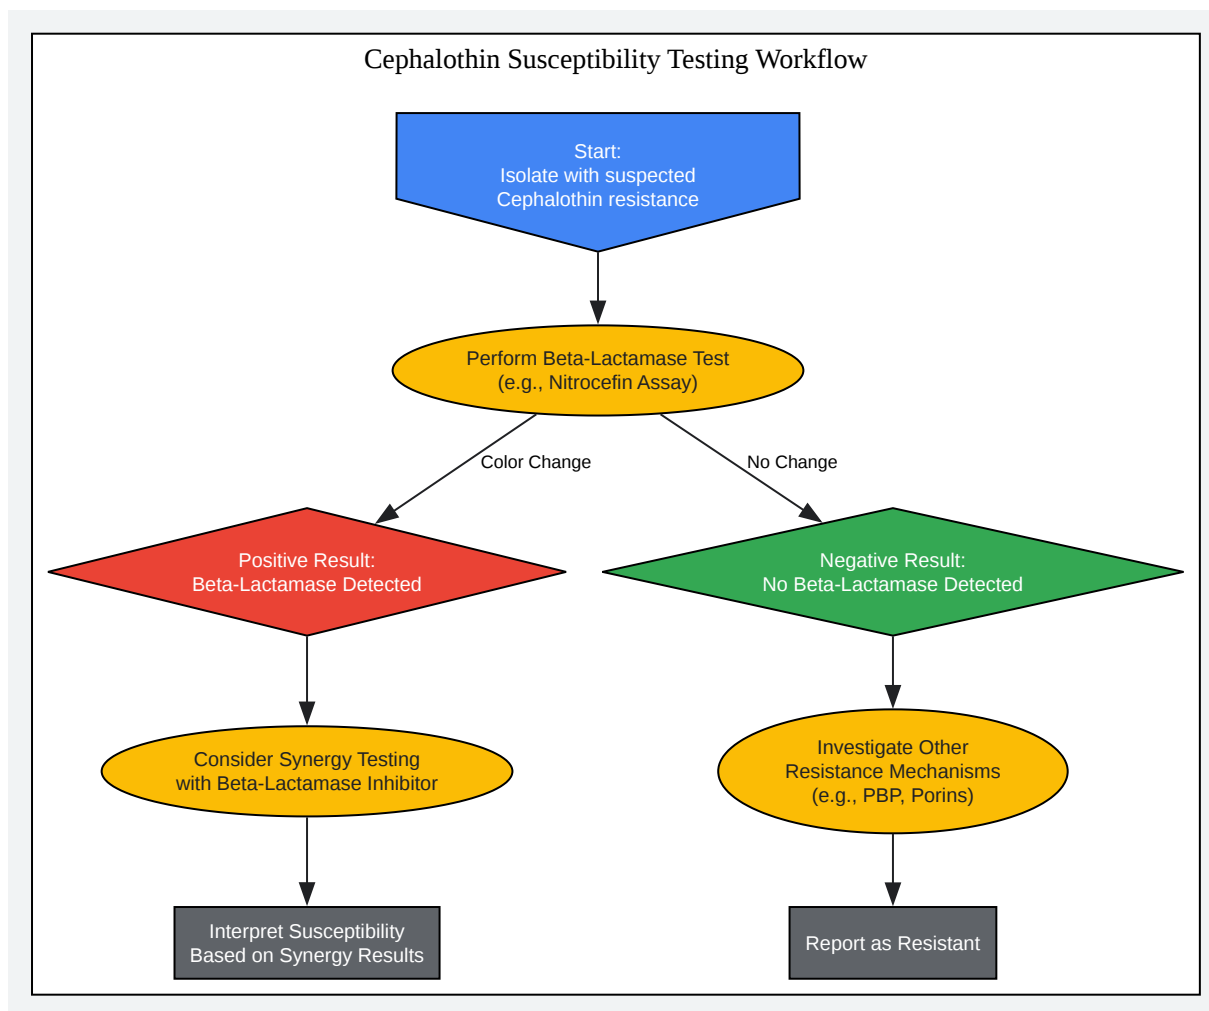 Cephalothin Susceptibility Testing Workflow
Start:
Isolate with suspected
Cephalothin resistance
Perform Beta-Lactamase Test
(e.g., Nitrocefin Assay)
Color Change
No Change
Positive Result:
Beta-Lactamase Detected
Negative Result:
No Beta-Lactamase Detected
Consider Synergy Testing
with Beta-Lactamase Inhibitor
Investigate Other
Resistance Mechanisms
(e.g., PBP, Porins)
Interpret Susceptibility
Based on Synergy Results
Report as Resistant